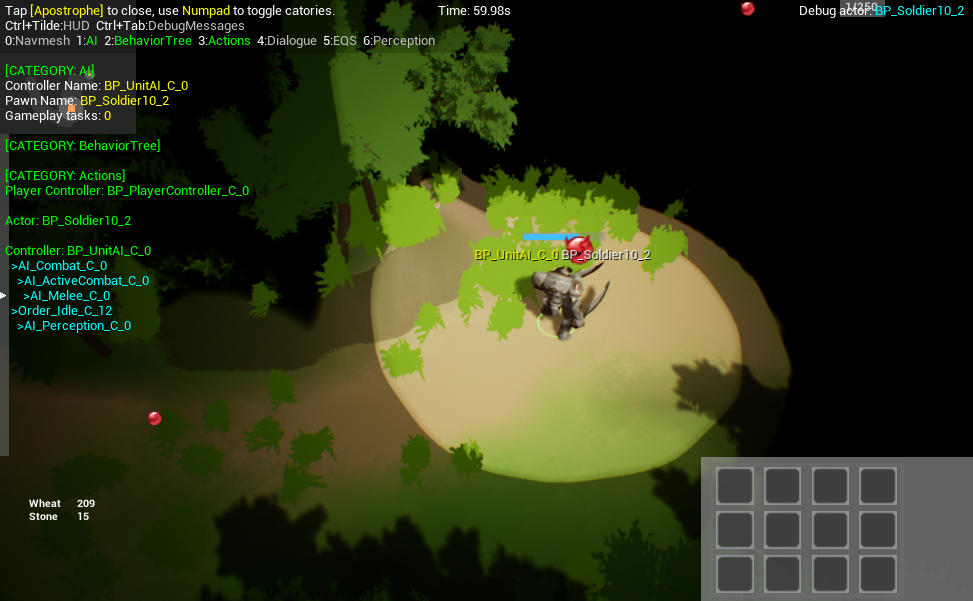 Tap [Apostrophe] to close, use Numpad to toggle catories.
Time: 59.98s
1/250
Debug actor: BP_Soldier10_2
Ctrl+Tilde:HUD Ctrl+Tab:DebugMessages
0:Navmesh 1:AI 2:BehaviorTree 3:Actions 4:Dialogue 5:EQS 6:Perception
[CATEGORY: AI]
Controller Name: BP_UnitAI_C_0
Pawn Name: BP_Soldier10_2
Gameplay tasks: 0
[CATEGORY: BehaviorTree]
[CATEGORY: Actions]
Player Controller: BP_PlayerController_C_0
Actor: BP_Soldier10_2
Controller: BP_UnitAI_C_0
>AI_Combat_C_0
>AI_ActiveCombat_C_0
>AI_Melee_C_0
>Order_Idle_C_12
>AI_Perception_C_0
BP_UnitAI_C_0 BP_Soldier10_2
Wheat 209
Stone 15